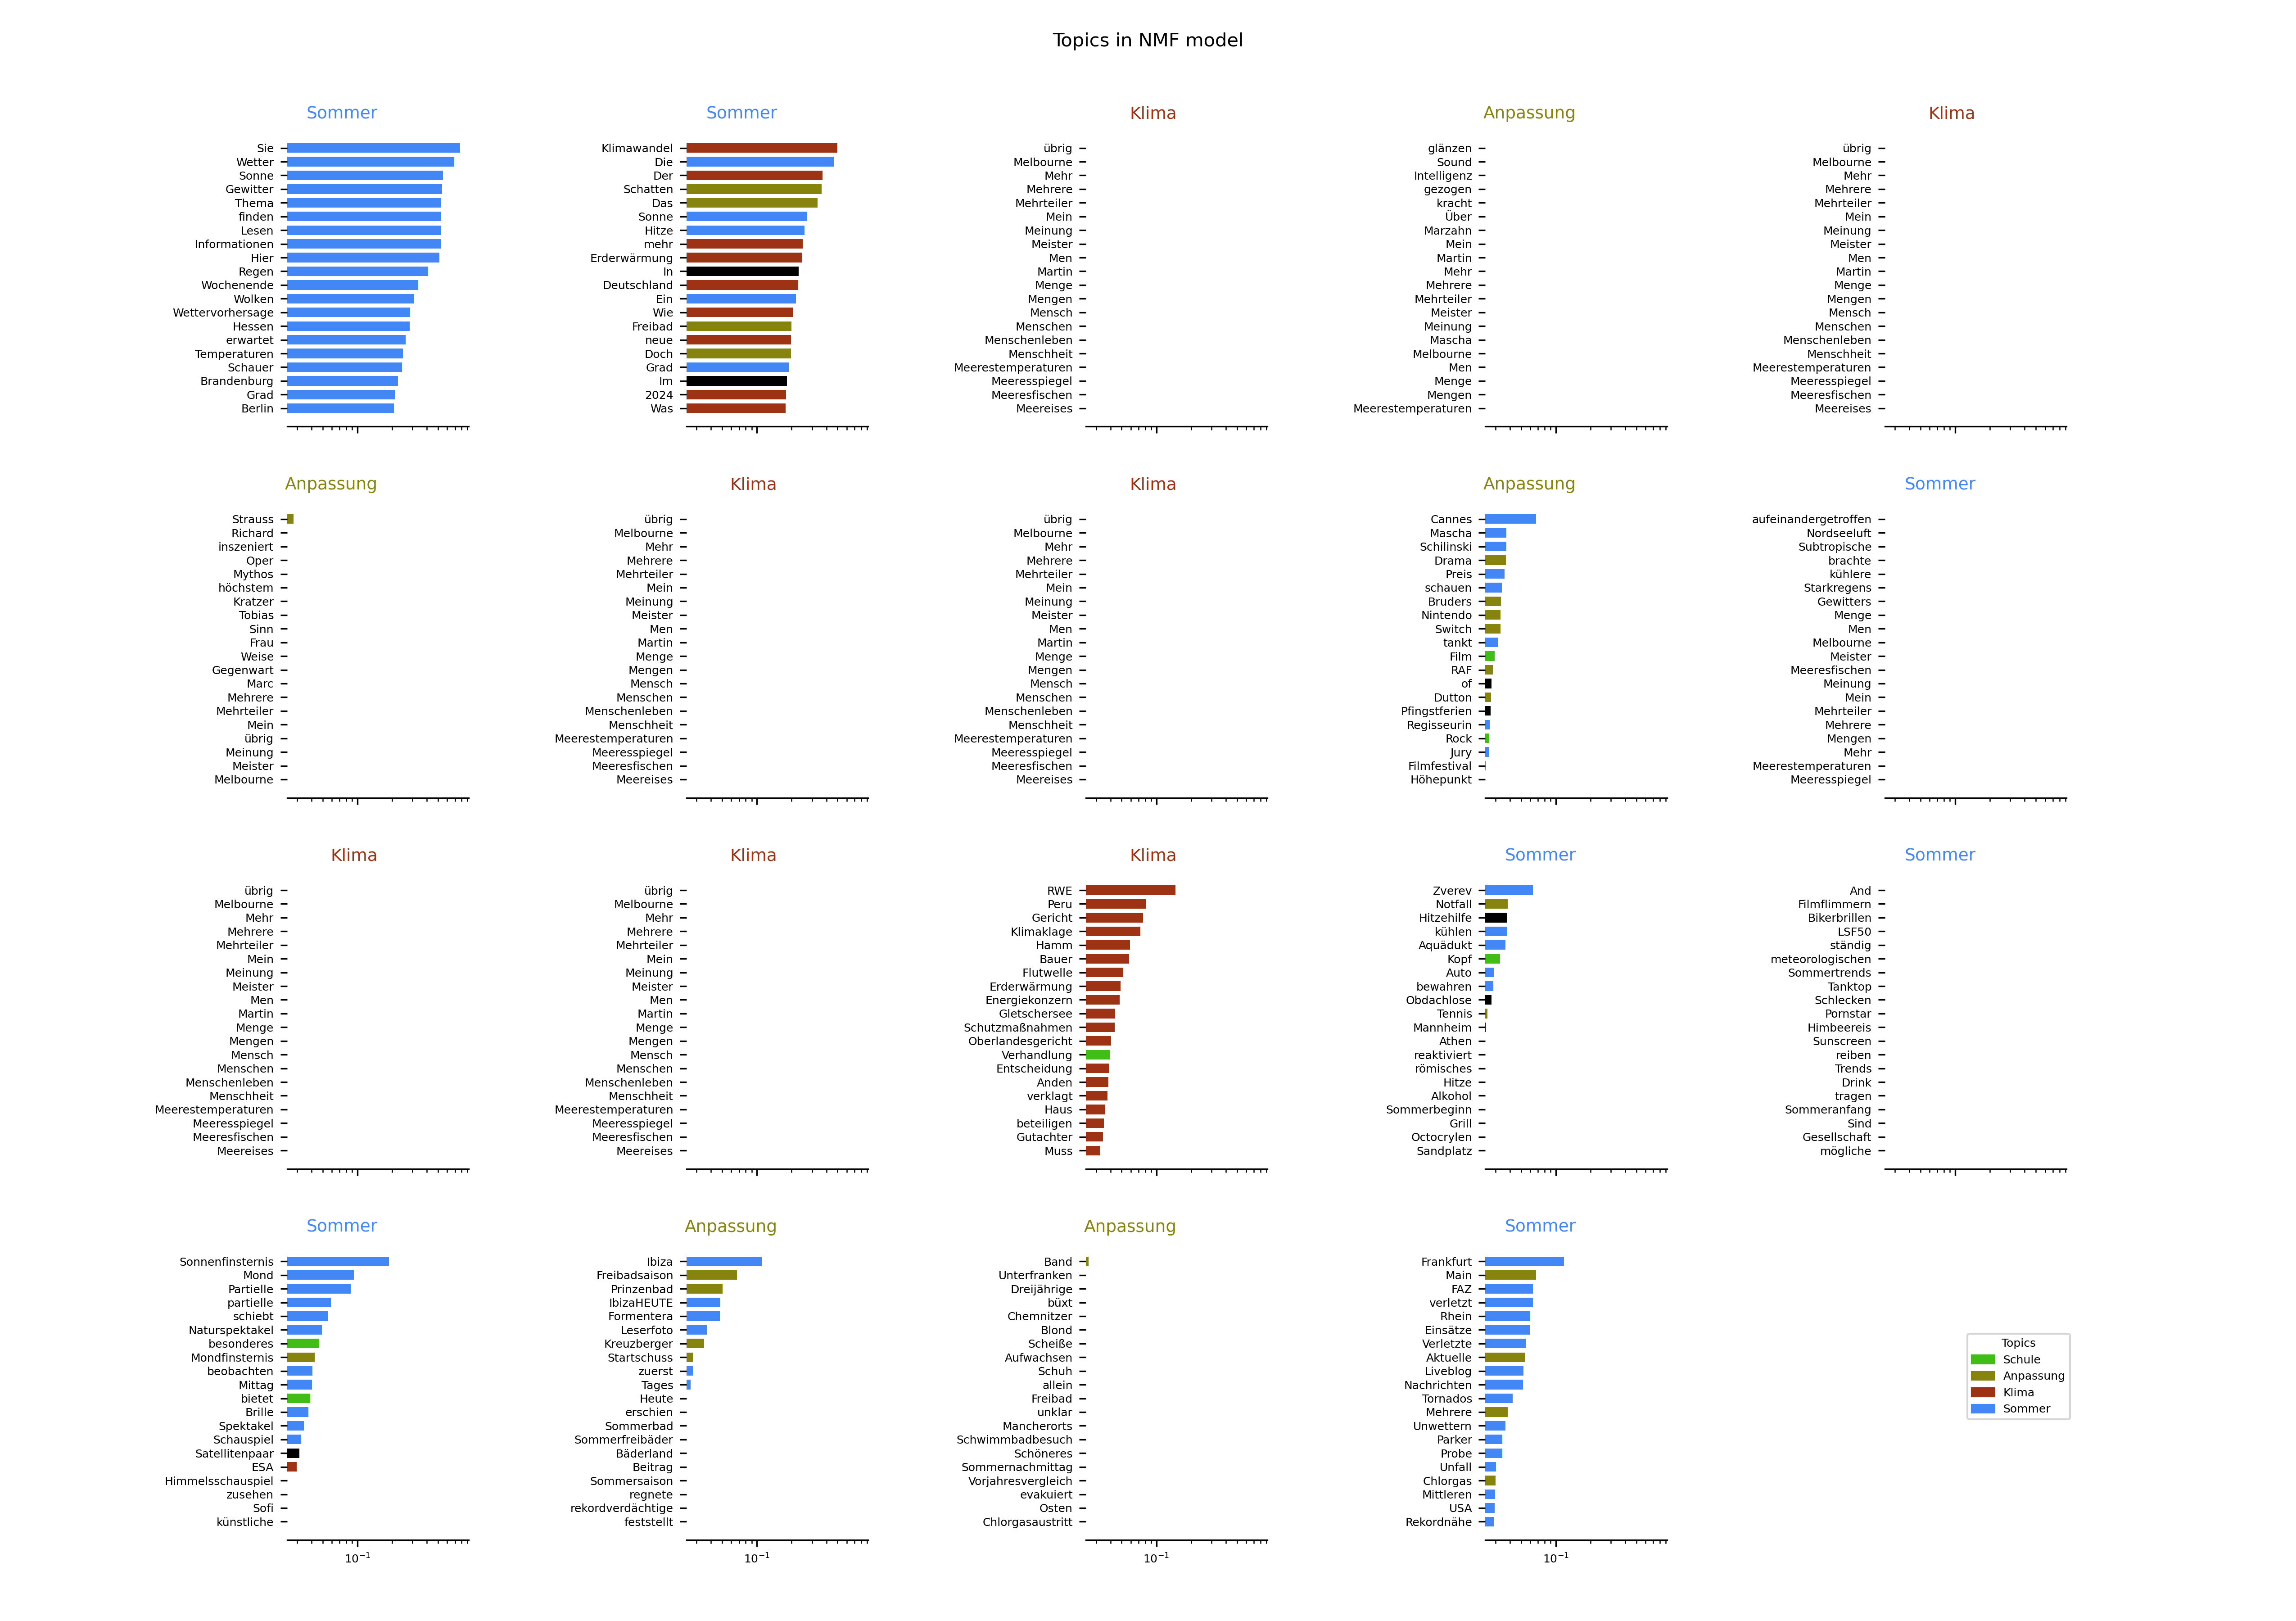 Topics in NMF model
Sommer
Sie
Wetter
Sonne
Gewitter
Thema
finden
Lesen
Informationen
Hier
Regen
Wochenende
Wolken
Wettervorhersage
Hessen
erwartet
Temperaturen
Schauer
Brandenburg
Grad
Berlin
Sommer
Klimawandel
Die
Der
Schatten
Das
Sonne
Hitze
mehr
Erderwärmung
In
Deutschland
Ein
Wie
Freibad
neue
Doch
Grad
Im
2024
Was
Klima
übrig
Melbourne
Mehr
Mehrere
Mehrteiler
Mein
Meinung
Meister
Men
Martin
Menge
Mengen
Mensch
Menschen
Menschenleben
Menschheit
Meerestemperaturen
Meeresspiegel
Meeresfischen
Meereises
Anpassung
glänzen
Sound
Intelligenz
gezogen
kracht
Über
Marzahn
Mein
Martin
Mehr
Mehrere
Mehrteiler
Meister
Meinung
Mascha
Melbourne
Men
Menge
Mengen
Meerestemperaturen
Klima
übrig
Melbourne
Mehr
Mehrere
Mehrteiler
Mein
Meinung
Meister
Men
Martin
Menge
Mengen
Mensch
Menschen
Menschenleben
Menschheit
Meerestemperaturen
Meeresspiegel
Meeresfischen
Meereises
Anpassung
Strauss
Richard
inszeniert
Oper
Mythos
höchstem
Kratzer
Tobias
Sinn
Frau
Weise
Gegenwart
Marc
Mehrere
Mehrteiler
Mein
übrig
Meinung
Meister
Melbourne
Klima
übrig
Melbourne
Mehr
Mehrere
Mehrteiler
Mein
Meinung
Meister
Men
Martin
Menge
Mengen
Mensch
Menschen
Menschenleben
Menschheit
Meerestemperaturen
Meeresspiegel
Meeresfischen
Meereises
Klima
übrig
Melbourne
Mehr
Mehrere
Mehrteiler
Mein
Meinung
Meister
Men
Martin
Menge
Mengen
Mensch
Menschen
Menschenleben
Menschheit
Meerestemperaturen
Meeresspiegel
Meeresfischen
Meereises
Anpassung
Cannes
Mascha
Schilinski
Drama
Preis
schauen
Bruders
Nintendo
Switch
tankt
Film
RAF
of
Dutton
Pfingstferien
Regisseurin
Rock
Jury
Filmfestival
Höhepunkt
Sommer
aufeinandergetroffen
Nordseeluft
Subtropische
brachte
kühlere
Starkregens
Gewitters
Menge
Men
Melbourne
Meister
Meeresfischen
Meinung
Mein
Mehrteiler
Mehrere
Mengen
Mehr
Meerestemperaturen
Meeresspiegel
Klima
übrig
Melbourne
Mehr
Mehrere
Mehrteiler
Mein
Meinung
Meister
Men
Martin
Menge
Mengen
Mensch
Menschen
Menschenleben
Menschheit
Meerestemperaturen
Meeresspiegel
Meeresfischen
Meereises
Klima
übrig
Melbourne
Mehr
Mehrere
Mehrteiler
Mein
Meinung
Meister
Men
Martin
Menge
Mengen
Mensch
Menschen
Menschenleben
Menschheit
Meerestemperaturen
Meeresspiegel
Meeresfischen
Meereises
Klima
RWE
Peru
Gericht
Klimaklage
Hamm
Bauer
Flutwelle
Erderwärmung
Energiekonzern
Gletschersee
Schutzmaßnahmen
Oberlandesgericht
Verhandlung
Entscheidung
Anden
verklagt
Haus
beteiligen
Gutachter
Muss
Sommer
Zverev
Notfall
Hitzehilfe
kühlen
Aquädukt
Kopf
Auto
bewahren
Obdachlose
Tennis
Mannheim
Athen
reaktiviert
römisches
Hitze
Alkohol
Sommerbeginn
Grill
Octocrylen
Sandplatz
Sommer
And
Filmflimmern
Bikerbrillen
LSF50
ständig
meteorologischen
Sommertrends
Tanktop
Schlecken
Pornstar
Himbeereis
Sunscreen
reiben
Trends
Drink
tragen
Sommeranfang
Sind
Gesellschaft
mögliche
Sommer
Sonnenfinsternis
Mond
Partielle
partielle
schiebt
Naturspektakel
besonderes
Mondfinsternis
beobachten
Mittag
bietet
Brille
Spektakel
Schauspiel
Satellitenpaar
ESA
Himmelsschauspiel
zusehen
Sofi
künstliche
10⁻¹
Anpassung
Ibiza
Freibadsaison
Prinzenbad
IbizaHEUTE
Formentera
Leserfoto
Kreuzberger
Startschuss
zuerst
Tages
Heute
erschien
Sommerbad
Sommerfreibäder
Bäderland
Beitrag
Sommersaison
regnete
rekordverdächtige
feststellt
10⁻¹
Anpassung
Band
Unterfranken
Dreijährige
büxt
Chemnitzer
Blond
Scheiße
Aufwachsen
Schuh
allein
Freibad
unklar
Mancherorts
Schwimmbadbesuch
Schöneres
Sommernachmittag
Vorjahresvergleich
evakuiert
Osten
Chlorgasaustritt
10⁻¹
Sommer
Frankfurt
Main
FAZ
verletzt
Rhein
Einsätze
Verletzte
Aktuelle
Liveblog
Nachrichten
Tornados
Mehrere
Unwettern
Parker
Probe
Unfall
Chlorgas
Mittleren
USA
Rekordnähe
10⁻¹
Topics
Schule
Anpassung
Klima
Sommer